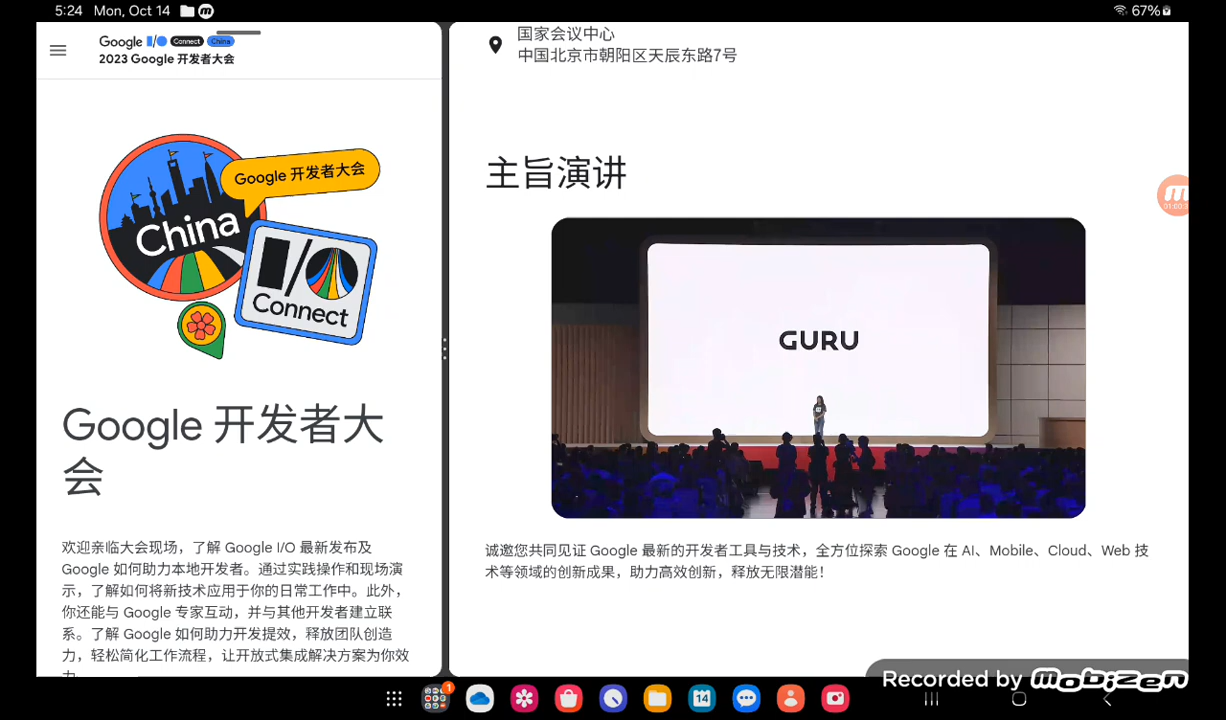 5:24 Mon, Oct 14
67%
Google I/O Connect China
2023 Google 开发者大会
Google 开发者大会
China
I/O
Connect
Google 开发者大
会
欢迎亲临大会现场，了解 Google I/O 最新发布及
Google 如何助力本地开发者。通过实践操作和现场演
示，了解如何将新技术应用于你的日常工作中。此外，
你还能与 Google 专家互动，并与其他开发者建立联
系。了解 Google 如何助力开发提效，释放团队创造
力，轻松简化工作流程，让开放式集成解决方案为你效
力。
国家会议中心
中国北京市朝阳区天辰东路7号
主旨演讲
GURU
诚邀您共同见证 Google 最新的开发者工具与技术，全方位探索 Google 在 AI、Mobile、Cloud、Web 技
术等领域的创新成果，助力高效创新，释放无限潜能！
1
14
Recorded by mobizen